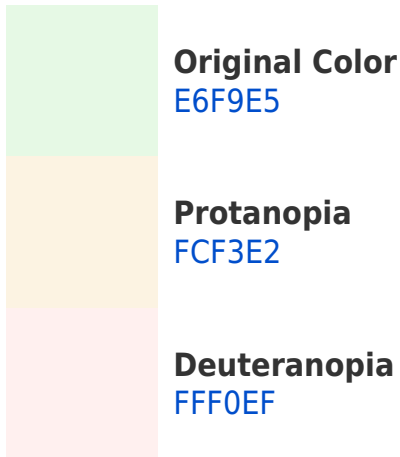 Original Color
E6F9E5
Protanopia
FCF3E2
Deuteranopia
FFF0EF